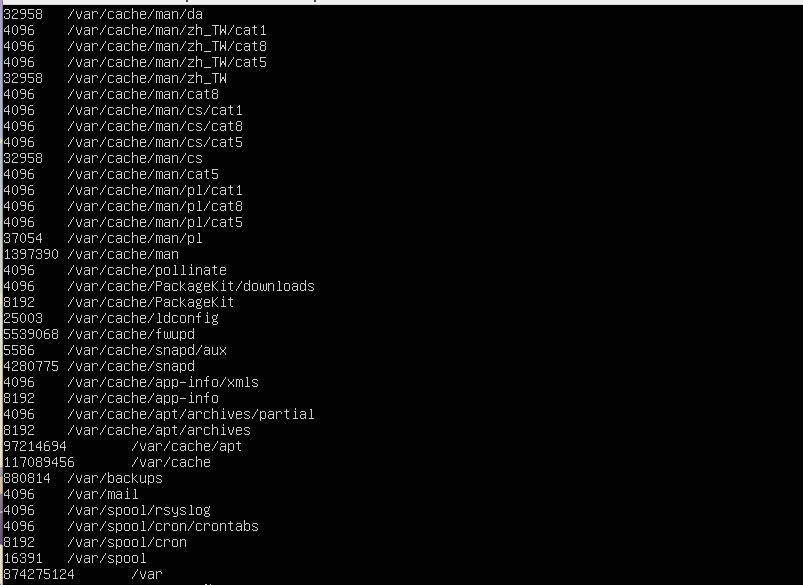 32958 /var/cache/man/da
4096 /var/cache/man/zh_TW/cat1
4096 /var/cache/man/zh_TW/cat8
4096 /var/cache/man/zh_TW/cat5
32958 /var/cache/man/zh_TW
4096 /var/cache/man/cat8
4096 /var/cache/man/cs/cat1
4096 /var/cache/man/cs/cat8
4096 /var/cache/man/cs/cat5
32958 /var/cache/man/cs
4096 /var/cache/man/cat5
4096 /var/cache/man/pl/cat1
4096 /var/cache/man/pl/cat8
4096 /var/cache/man/pl/cat5
37054 /var/cache/man/pl
1397390 /var/cache/man
4096 /var/cache/pollinate
4096 /var/cache/PackageKit/downloads
8192 /var/cache/PackageKit
25003 /var/cache/ldconfig
5539068 /var/cache/fwupd
5586 /var/cache/snapd/aux
4280775 /var/cache/snapd
4096 /var/cache/app-info/xmls
8192 /var/cache/app-info
4096 /var/cache/apt/archives/partial
8192 /var/cache/apt/archives
97214694 /var/cache/apt
117089456 /var/cache
880814 /var/backups
4096 /var/mail
4096 /var/spool/rsyslog
4096 /var/spool/cron/crontabs
8192 /var/spool/cron
16391 /var/spool
874275124 /var